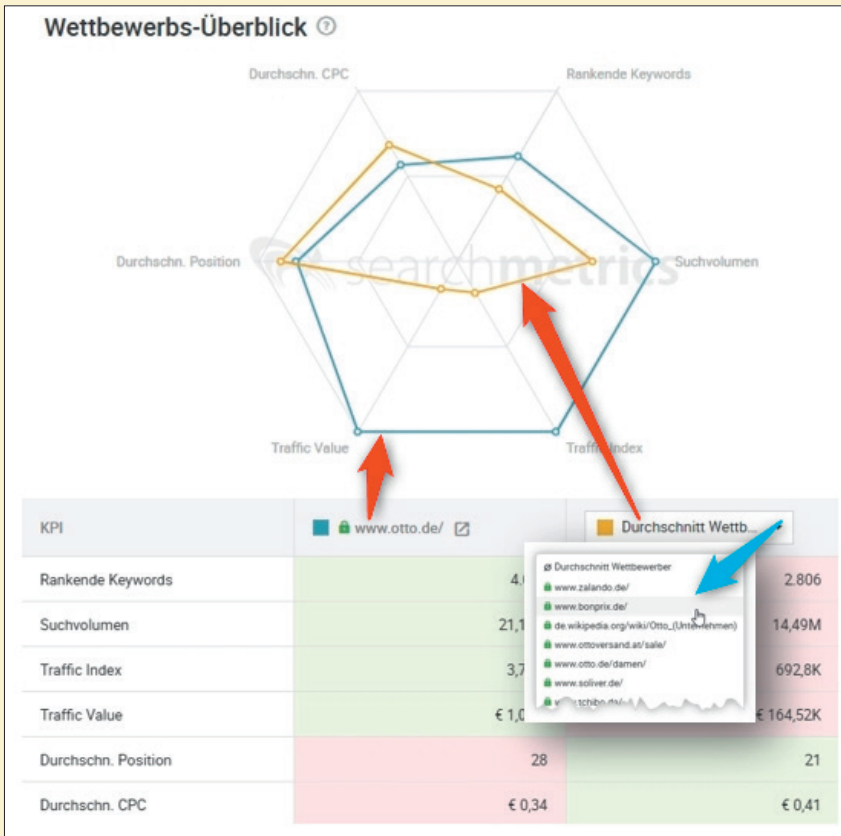 Wettbewerbs-Überblick ?
Durchschn. CPC
Rankende Keywords
Durchschn. Position
searchmetrics
Suchvolumen
Traffic Value
Traffic Index
KPI
www.otto.de/
Durchschnitt Wettb...
Ø Durchschnitt Wettbewerber
www.zalando.de/
www.bonprix.de/
de.wikipedia.org/wiki/Otto_(Unternehmen)
www.ottoversand.at/sale/
www.otto.de/damen/
www.soliver.de/
Rankende Keywords 2.806
Suchvolumen 14,49M
Traffic Index 692,8K
Traffic Value € 164,52K
Durchschn. Position 28 21
Durchschn. CPC € 0,34 € 0,41